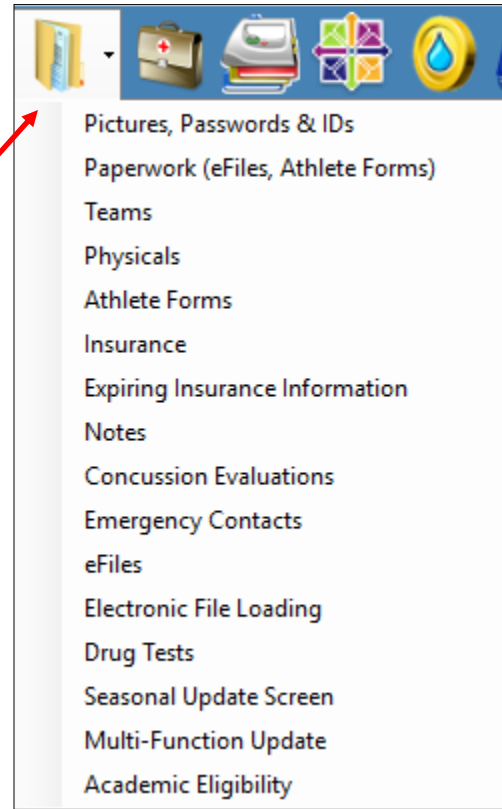 Pictures, Passwords & IDs
Paperwork (eFiles, Athlete Forms)
Teams
Physicals
Athlete Forms
Insurance
Expiring Insurance Information
Notes
Concussion Evaluations
Emergency Contacts
eFiles
Electronic File Loading
Drug Tests
Seasonal Update Screen
Multi-Function Update
Academic Eligibility